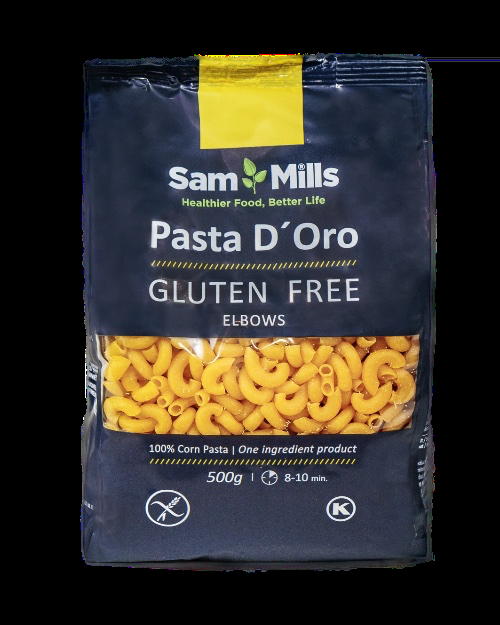 Sam Mills®
Healthier Food, Better Life
Pasta D´Oro
GLUTEN FREE
ELBOWS
100% Corn Pasta | One ingredient product
500g | 8-10 min.
K